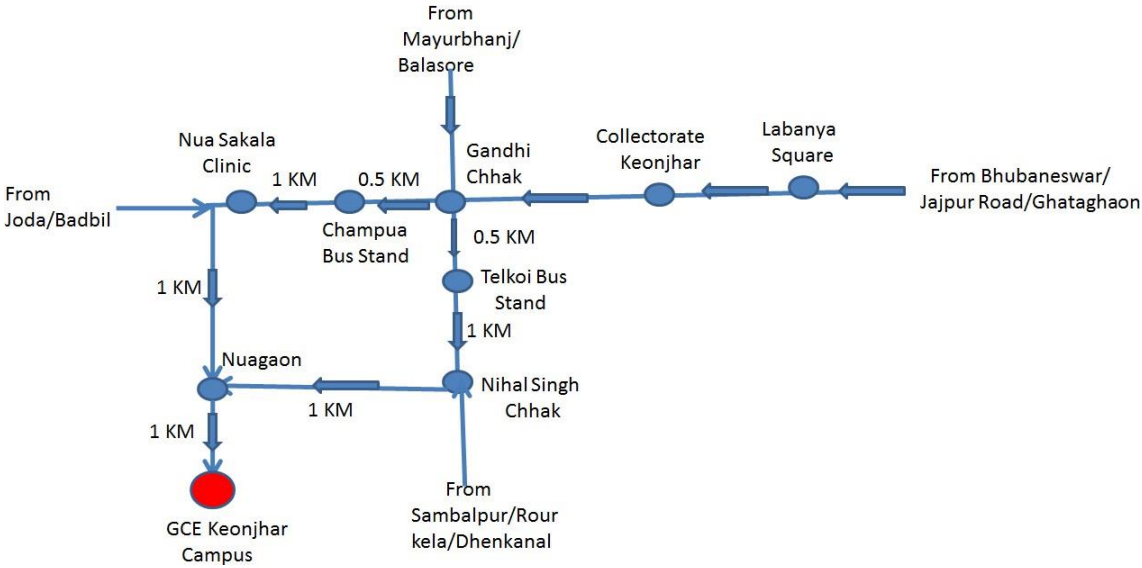 From
Mayurbhanj/
Balasore
Nua Sakala
Clinic
1 KM
0.5 KM
Gandhi
Chhak
Collectorate
Keonjhar
Labanya
Square
From
Joda/Badbil
From Bhubaneswar/
Jajpur Road/Ghataghaon
Champua
Bus Stand
0.5 KM
Telkoi Bus
Stand
1 KM
1 KM
Nuagaon
Nihal Singh
Chhak
1 KM
1 KM
From
Sambalpur/Rour
kela/Dhenkanal
GCE Keonjhar
Campus